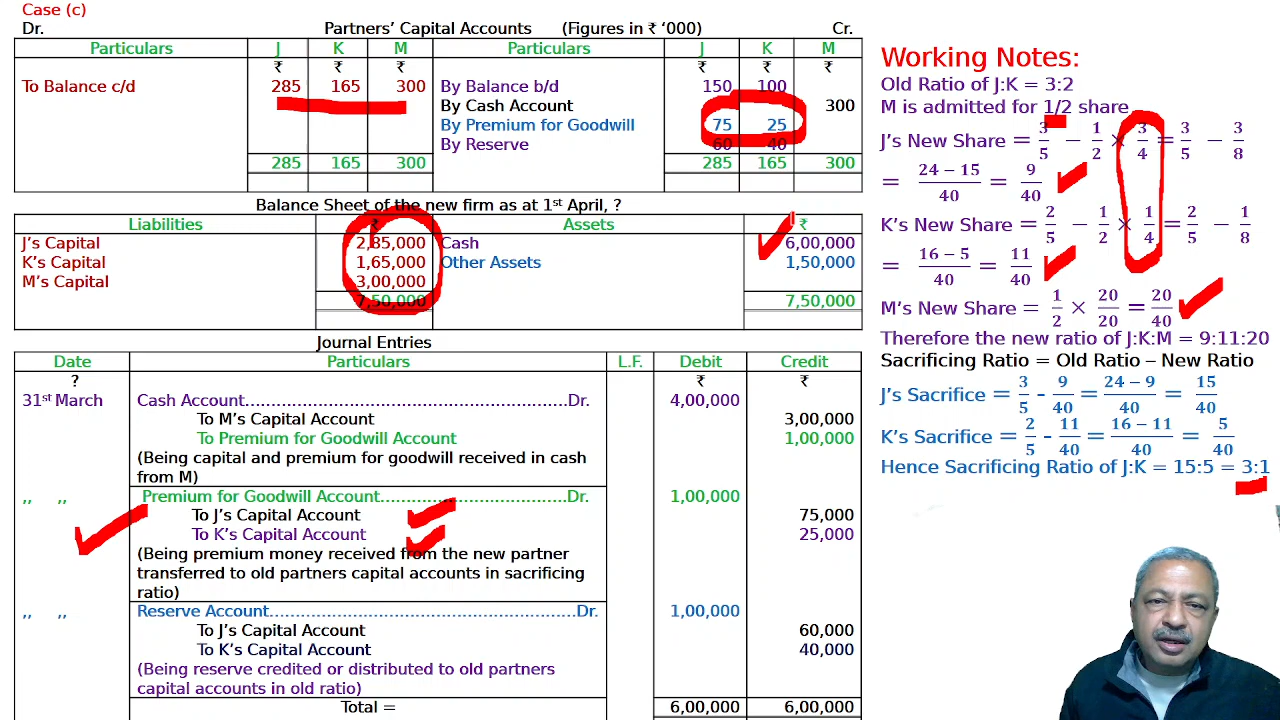 Case (c)
Dr. Partners’ Capital Accounts (Figures in ₹ ‘000) Cr.
Particulars J K M Particulars J K M
₹ ₹ ₹ ₹ ₹ ₹
To Balance c/d 285 165 300 By Balance b/d 150 100
By Cash Account 300
By Premium for Goodwill 75 25
By Reserve 60 40
285 165 300 285 165 300
Balance Sheet of the new firm as at 1st April, ?
Liabilities ₹ Assets ₹
J’s Capital 2,85,000 Cash 6,00,000
K’s Capital 1,65,000 Other Assets 1,50,000
M’s Capital 3,00,000
7,50,000 7,50,000
Journal Entries
Date Particulars L.F. Debit Credit
? ₹ ₹
31st March Cash Account.............................................................Dr. 4,00,000
To M’s Capital Account 3,00,000
To Premium for Goodwill Account 1,00,000
(Being capital and premium for goodwill received in cash
from M)
,, ,, Premium for Goodwill Account...................................Dr. 1,00,000
To J’s Capital Account 75,000
To K’s Capital Account 25,000
(Being premium money received from the new partner
transferred to old partners capital accounts in sacrificing
ratio)
,, ,, Reserve Account..........................................................Dr. 1,00,000
To J’s Capital Account 60,000
To K’s Capital Account 40,000
(Being reserve credited or distributed to old partners
capital accounts in old ratio)
Total = 6,00,000 6,00,000
Working Notes:
Old Ratio of J:K = 3:2
M is admitted for 1/2 share
J’s New Share = 3/5 − 1/2 × 3/4 = 3/5 − 3/8
= 24 − 15/40 = 9/40
K’s New Share = 2/5 − 1/2 × 1/4 = 2/5 − 1/8
= 16 − 5/40 = 11/40
M’s New Share = 1/2 × 20/20 = 20/40
Therefore the new ratio of J:K:M = 9:11:20
Sacrificing Ratio = Old Ratio – New Ratio
J’s Sacrifice = 3/5 - 9/40 = 24 − 9/40 = 15/40
K’s Sacrifice = 2/5 - 11/40 = 16 − 11/40 = 5/40
Hence Sacrificing Ratio of J:K = 15:5 = 3:1